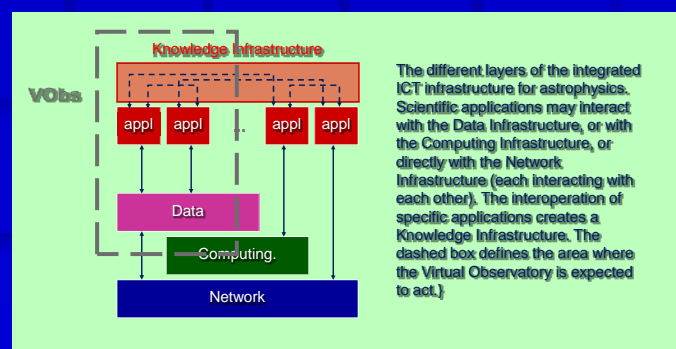 Knowledge Infrastructure
VObs
appl appl ... appl appl
Data
Computing.
Network
The different layers of the integrated
ICT infrastructure for astrophysics.
Scientific applications may interact
with the Data Infrastructure, or with
the Computing Infrastructure, or
directly with the Network
Infrastructure (each interacting with
each other). The interoperation of
specific applications creates a
Knowledge Infrastructure. The
dashed box defines the area where
the Virtual Observatory is expected
to act.}